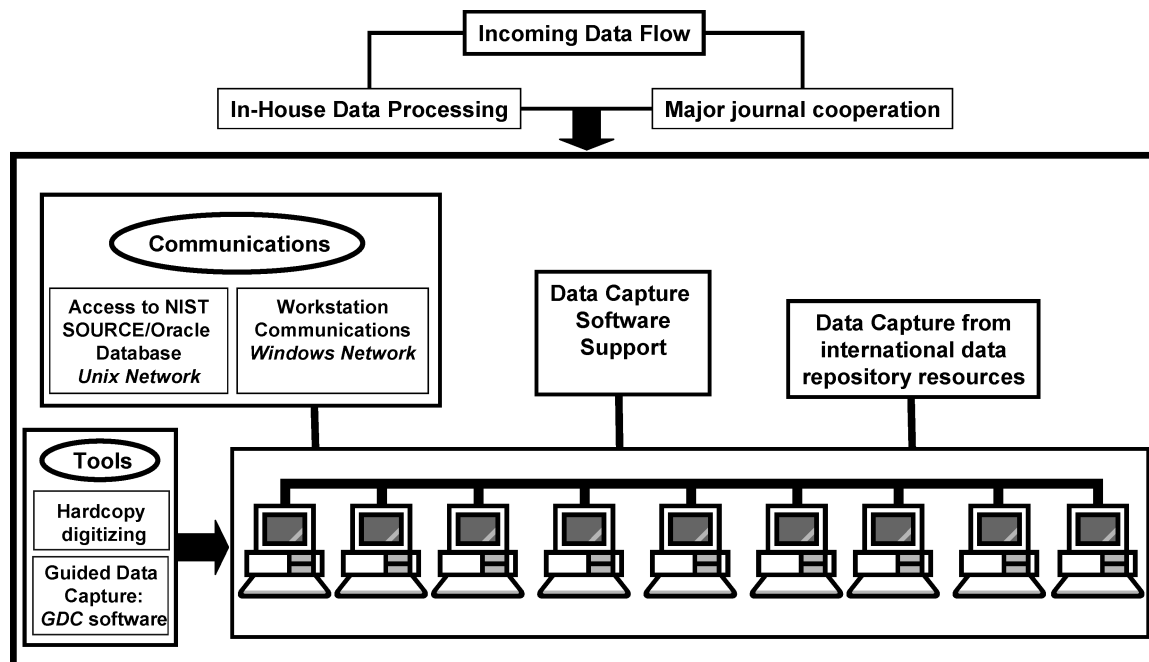 Incoming Data Flow
In-House Data Processing
Major journal cooperation
Communications
Access to NIST
SOURCE/Oracle
Database
Unix Network
Workstation
Communications
Windows Network
Data Capture
Software
Support
Data Capture from
international data
repository resources
Tools
Hardcopy
digitizing
Guided Data
Capture:
GDC software